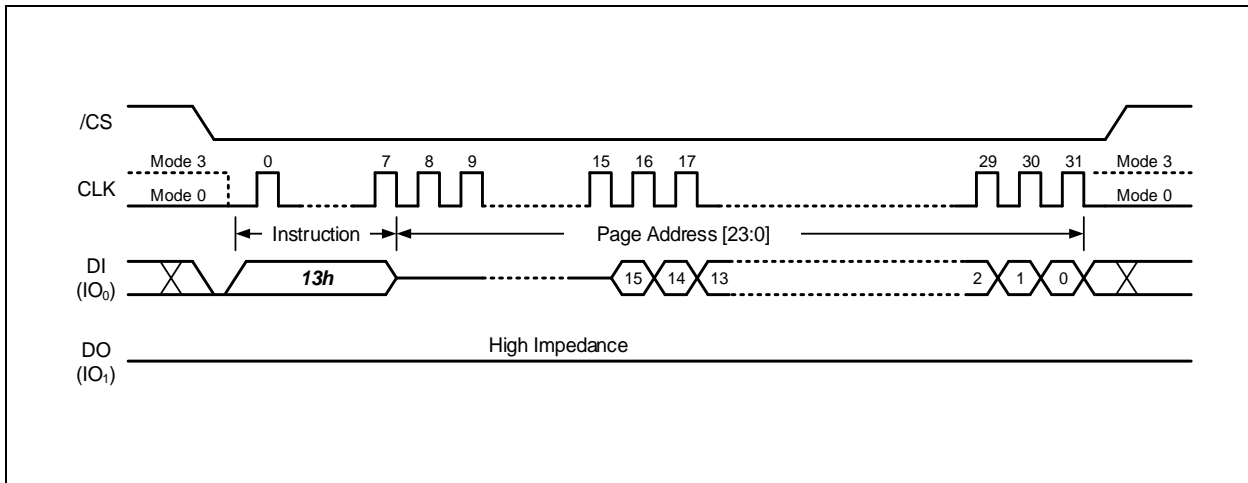 /CS
Mode 3 0 7 8 9 15 16 17 29 30 31 Mode 3
CLK
Mode 0 Mode 0
Instruction Page Address [23:0]
DI
(IO₀)
13h 15 14 13 2 1 0
High Impedance
DO
(IO₁)